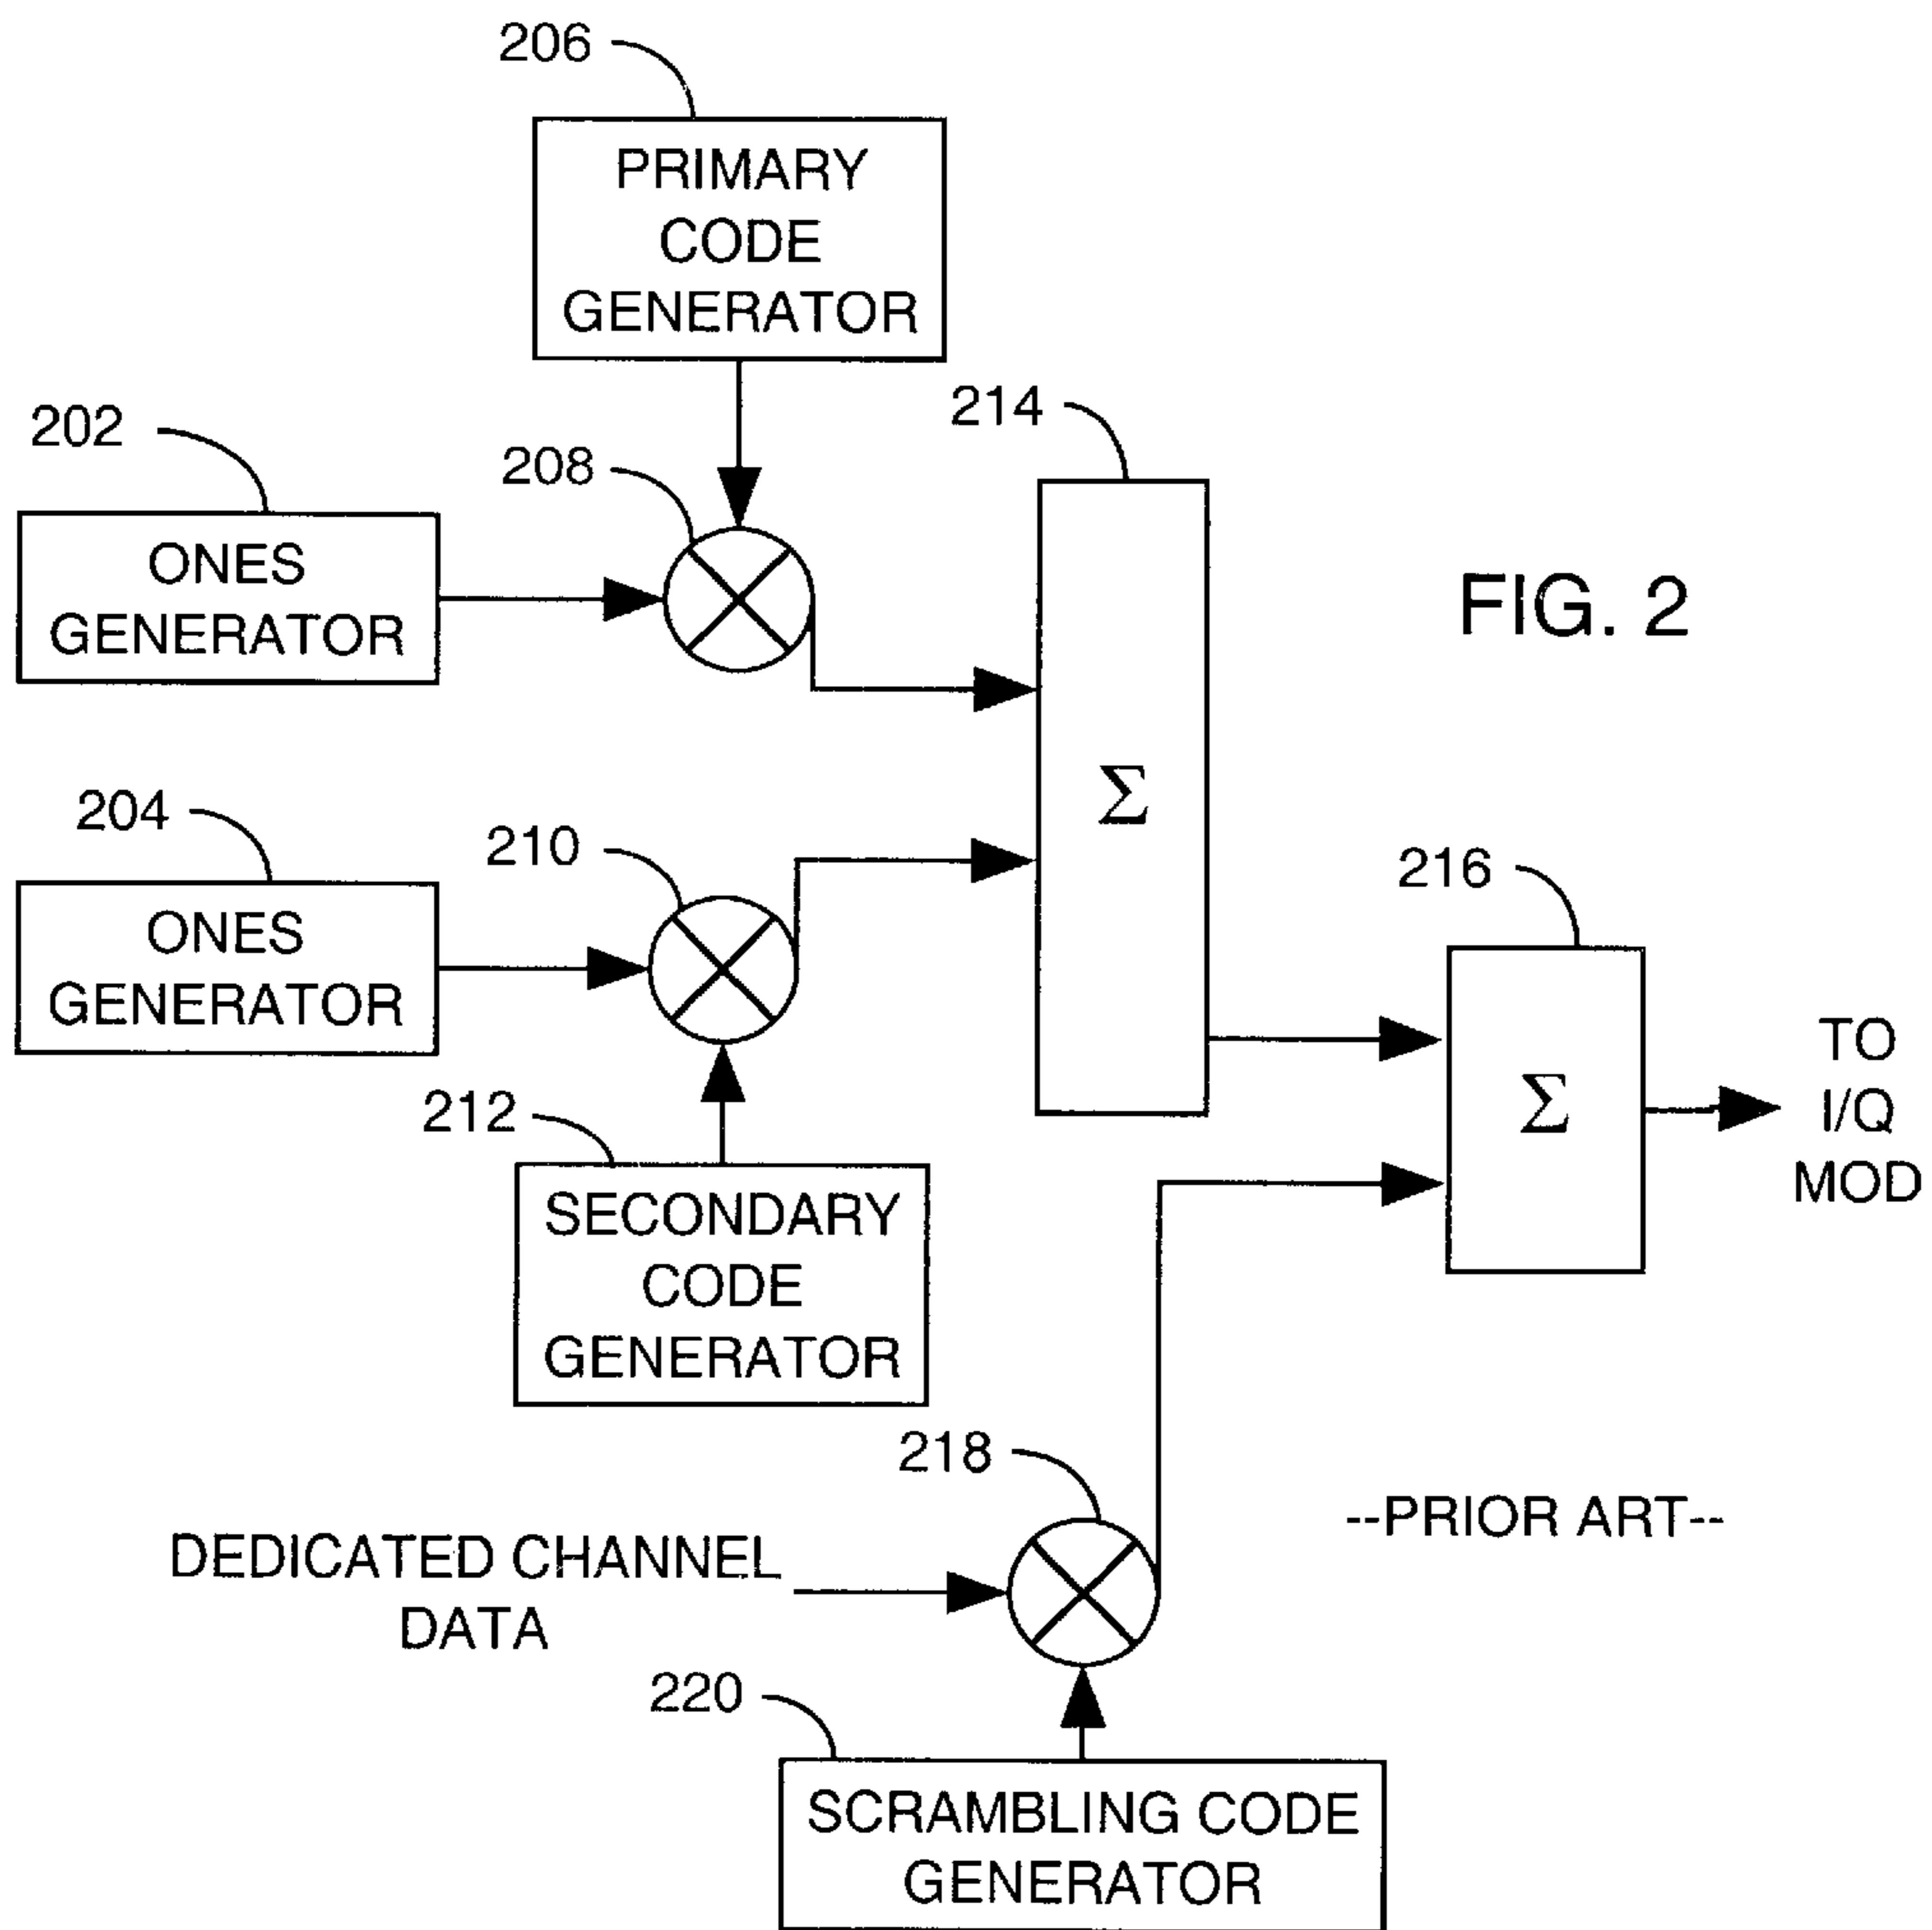 206
PRIMARY
CODE
GENERATOR
202
208
214
ONES
GENERATOR
FIG. 2
Σ
204
210
216
ONES
GENERATOR
TO
I/Q
MOD
Σ
212
SECONDARY
CODE
GENERATOR
218
--PRIOR ART--
DEDICATED CHANNEL
DATA
220
SCRAMBLING CODE
GENERATOR